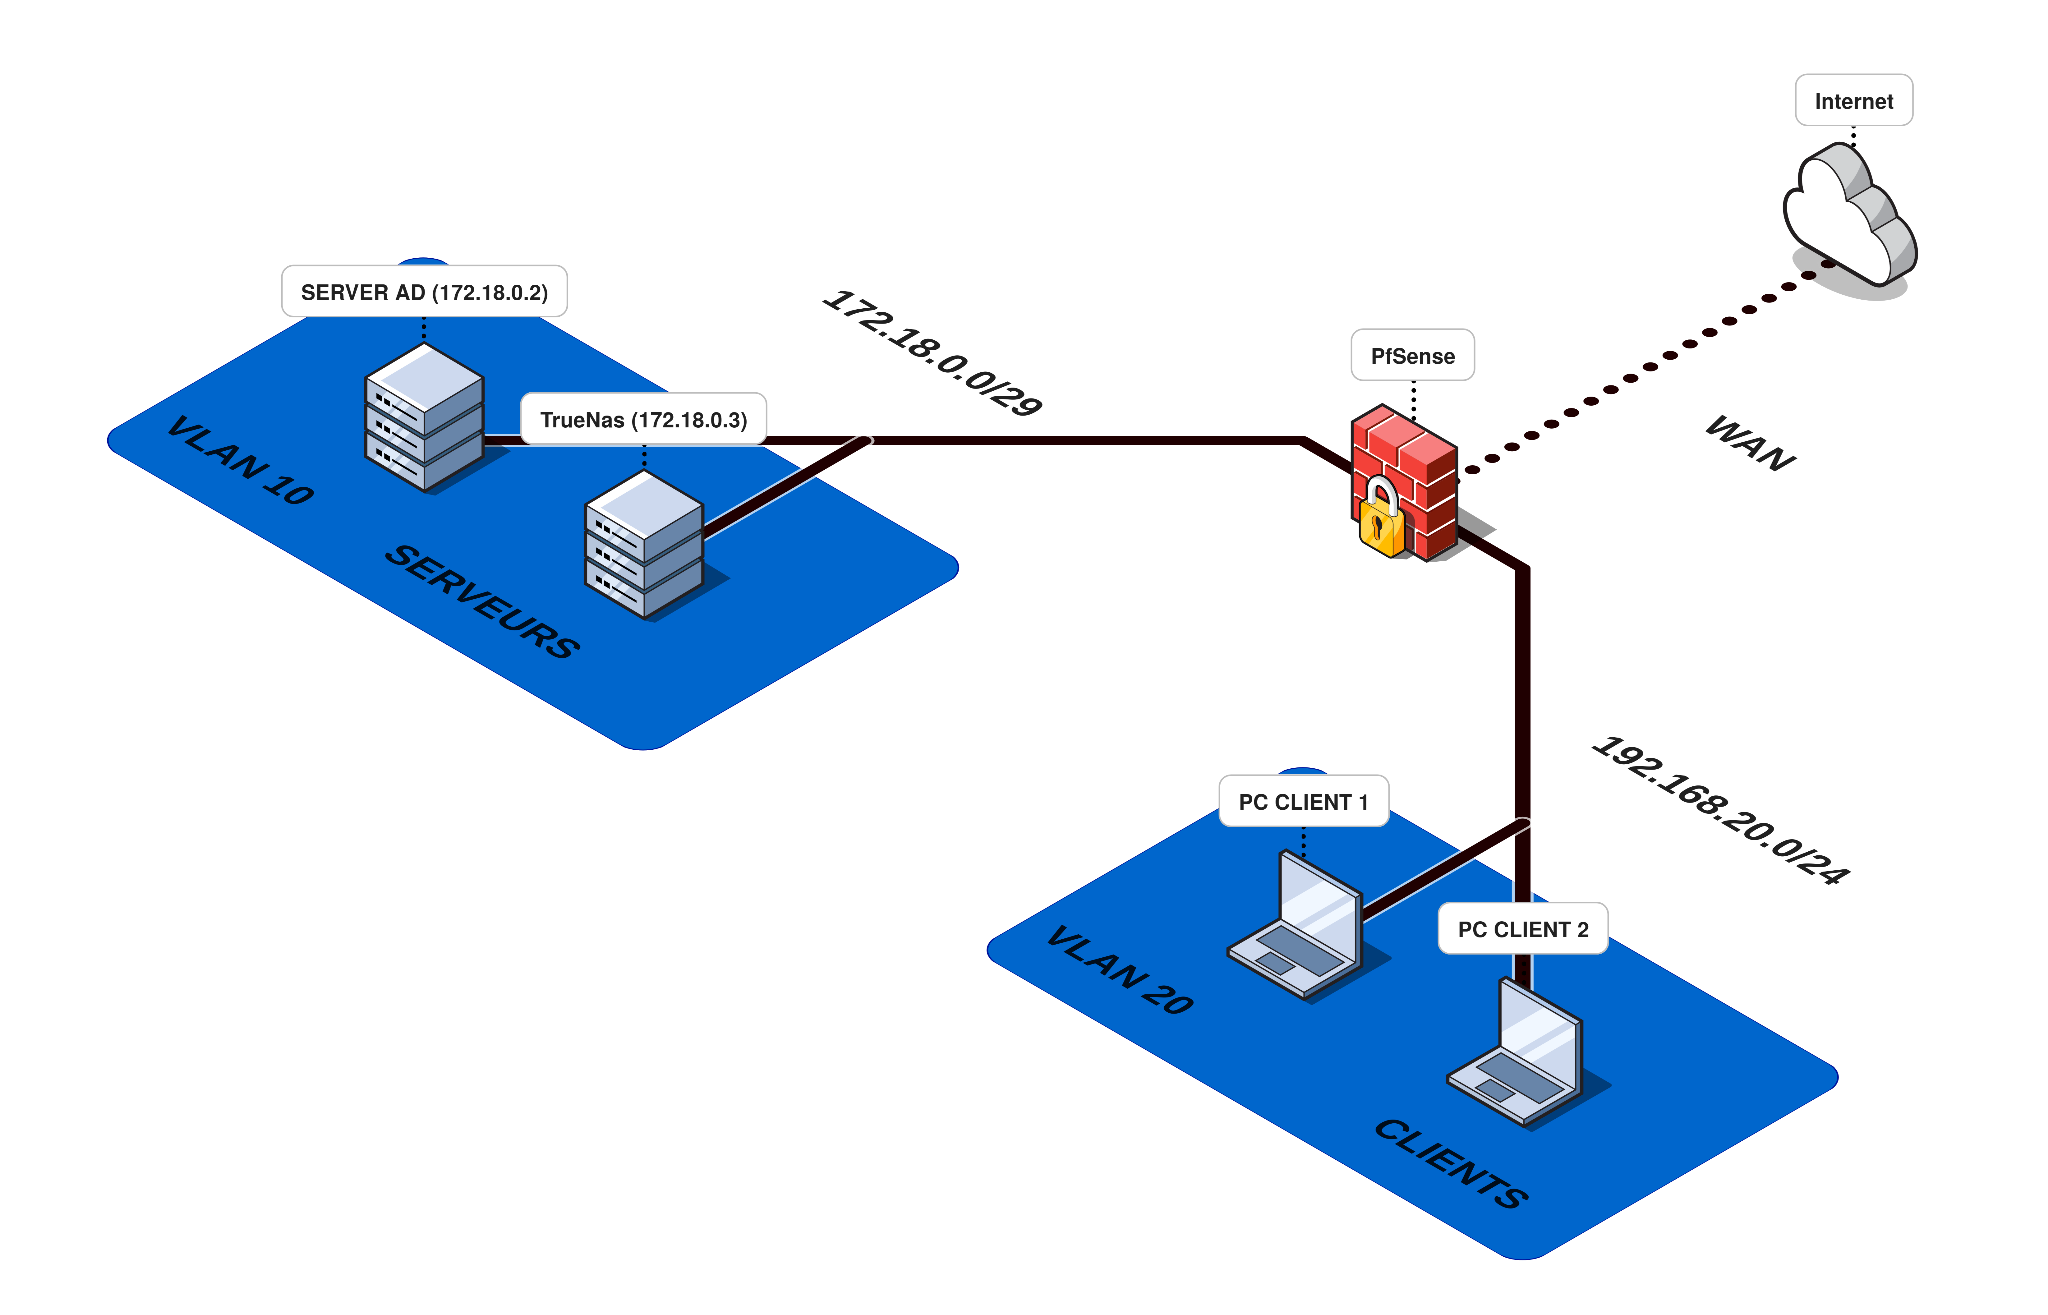 Internet
SERVER AD (172.18.0.2)
172.18.0.0/29
PfSense
TrueNas (172.18.0.3)
WAN
VLAN 10
SERVEURS
192.168.20.0/24
PC CLIENT 1
PC CLIENT 2
VLAN 20
CLIENTS